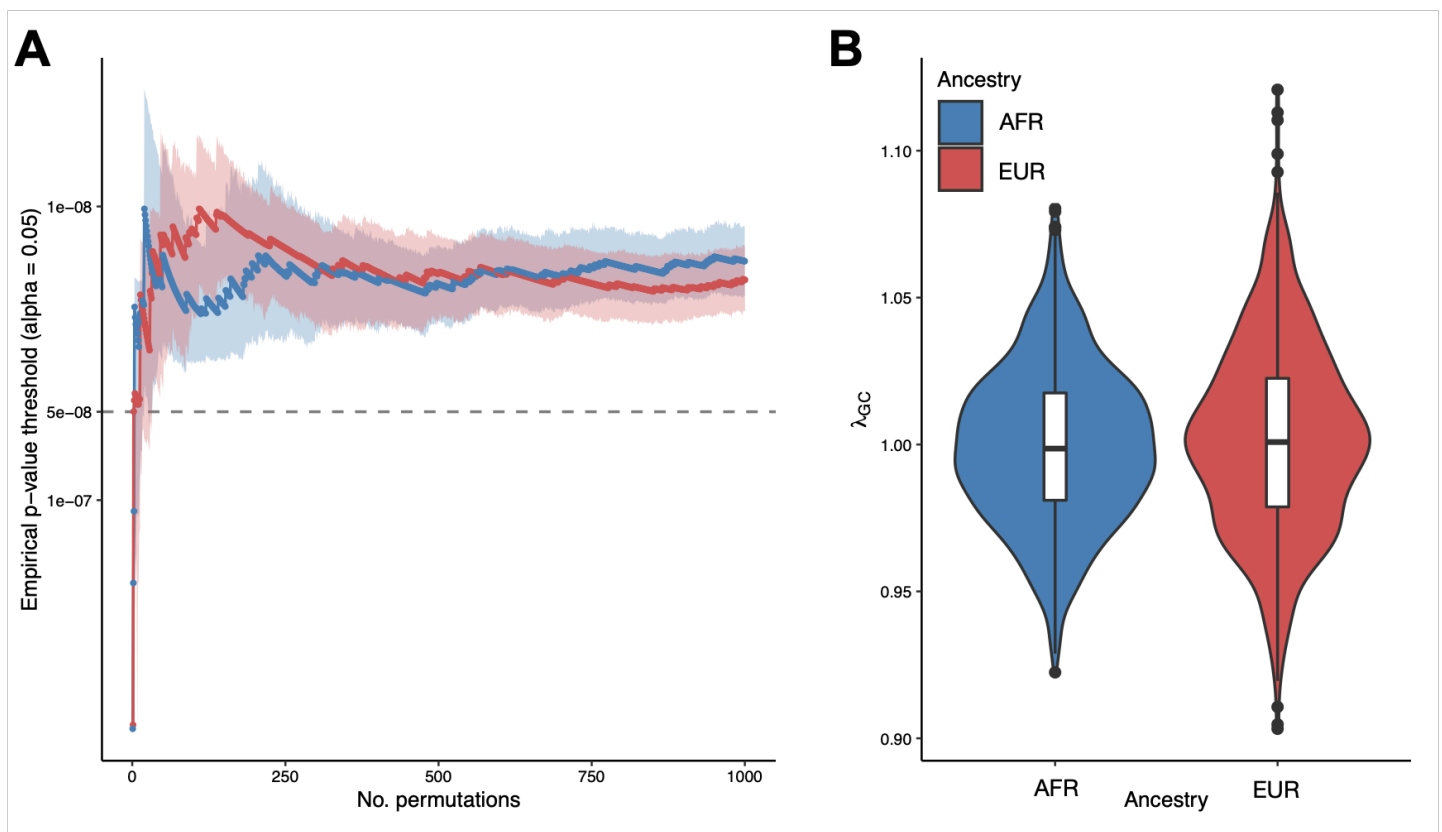 A
Empirical p−value threshold (alpha = 0.05)
1e−08
5e−08
1e−07
0 250 500 750 1000
No. permutations
B
Ancestry
AFR
EUR
λGC
1.10
1.05
1.00
0.95
0.90
AFR EUR
Ancestry